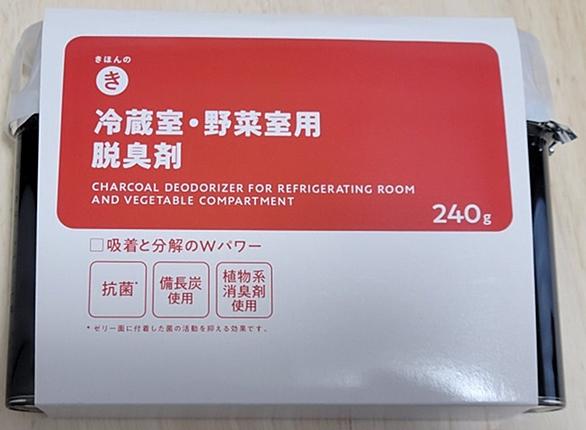 きほんの
き
冷蔵室・野菜室用
脱臭剤
CHARCOAL DEODORIZER FOR REFRIGERATING ROOM
AND VEGETABLE COMPARTMENT
240g
□吸着と分解のWパワー
抗菌*
備長炭
使用
植物系
消臭剤
使用
* ゼリー面に付着した菌の活動を抑える効果です。